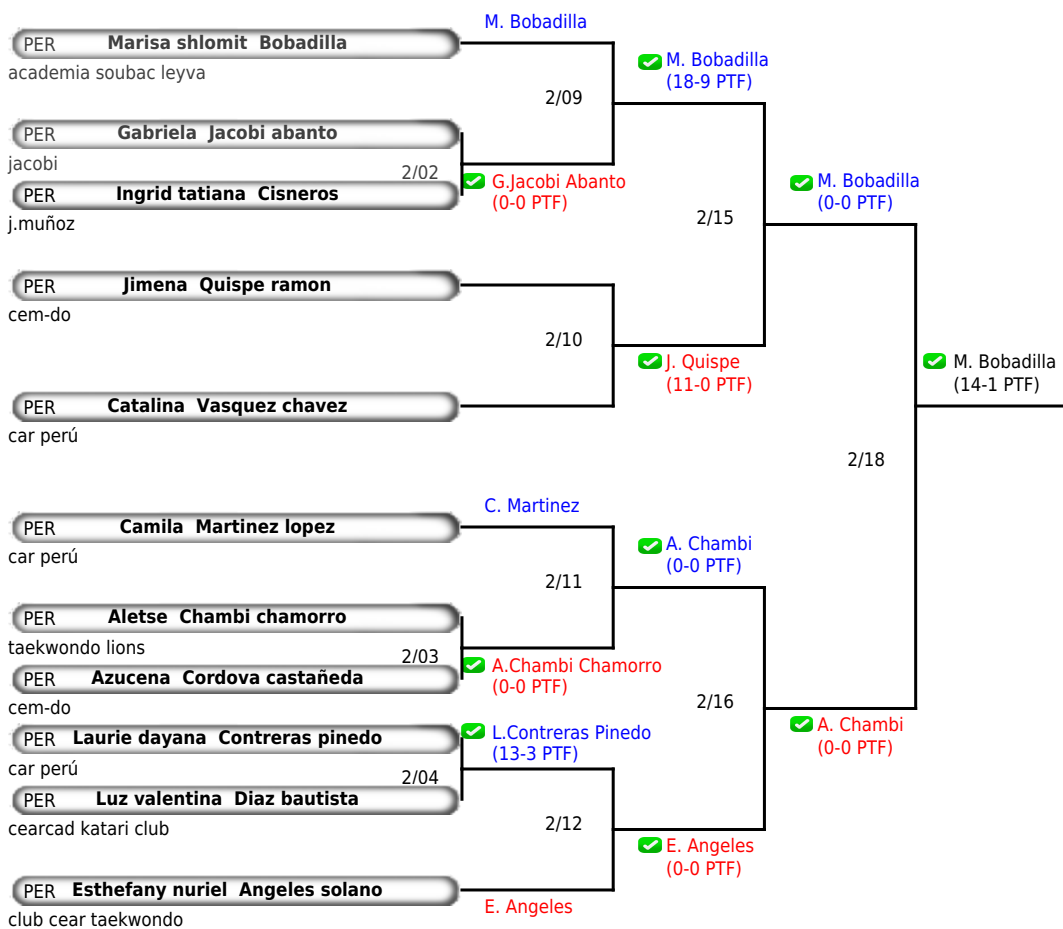 M. Bobadilla
PER Marisa shlomit Bobadilla
academia soubac leyva
M. Bobadilla
(18-9 PTF)
2/09
PER Gabriela Jacobi abanto
jacobi
2/02
G.Jacobi Abanto
(0-0 PTF)
PER Ingrid tatiana Cisneros
j.muñoz
M. Bobadilla
(0-0 PTF)
2/15
PER Jimena Quispe ramon
cem-do
2/10
J. Quispe
(11-0 PTF)
PER Catalina Vasquez chavez
car perú
M. Bobadilla
(14-1 PTF)
2/18
C. Martinez
PER Camila Martinez lopez
car perú
A. Chambi
(0-0 PTF)
2/11
PER Aletse Chambi chamorro
taekwondo lions
2/03
A.Chambi Chamorro
(0-0 PTF)
PER Azucena Cordova castañeda
cem-do
2/16
A. Chambi
(0-0 PTF)
PER Laurie dayana Contreras pinedo
car perú
L.Contreras Pinedo
(13-3 PTF)
2/04
PER Luz valentina Diaz bautista
cearcad katari club
2/12
E. Angeles
(0-0 PTF)
PER Esthefany nuriel Angeles solano
club cear taekwondo
E. Angeles